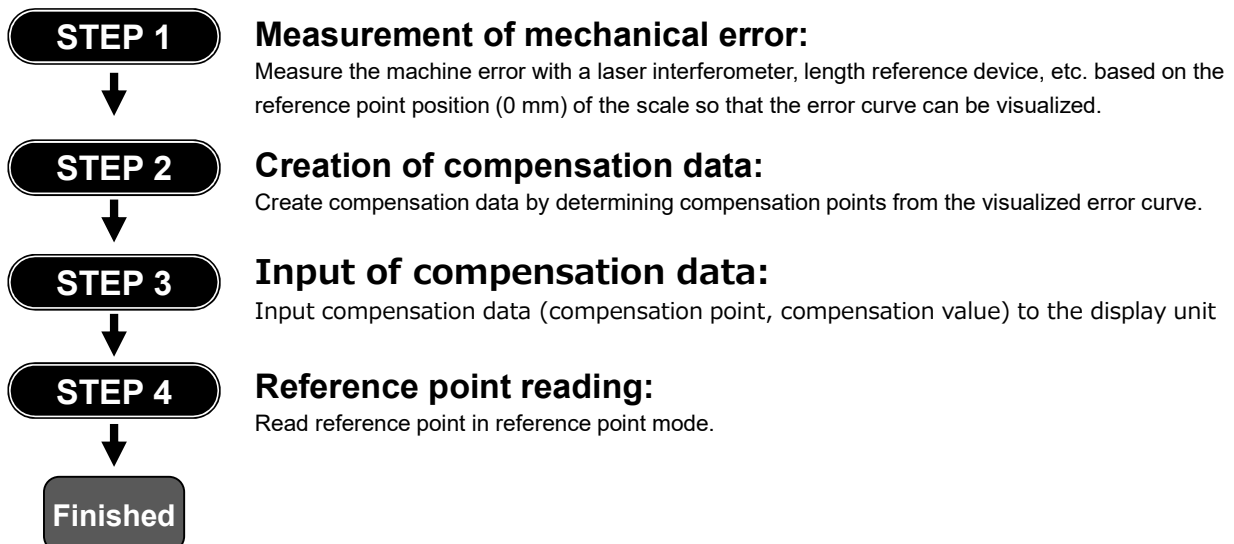 STEP 1
Measurement of mechanical error:
Measure the machine error with a laser interferometer, length reference device, etc. based on the
reference point position (0 mm) of the scale so that the error curve can be visualized.
STEP 2
Creation of compensation data:
Create compensation data by determining compensation points from the visualized error curve.
STEP 3
Input of compensation data:
Input compensation data (compensation point, compensation value) to the display unit
STEP 4
Reference point reading:
Read reference point in reference point mode.
Finished